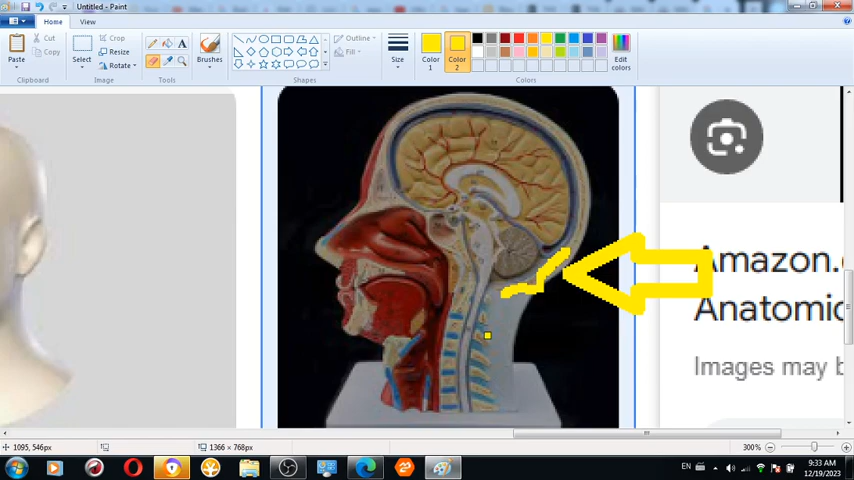 Untitled - Paint
Home
View
Paste
Cut
Copy
Clipboard
Select
Crop
Resize
Rotate
Image
A
Tools
Brushes
Shapes
Outline
Fill
Size
Color 1
Color 2
Edit colors
Colors
Amazon.
Anatomic
Images may b
1095, 546px
1366 × 768px
300%
EN
9:33 AM
12/19/2023